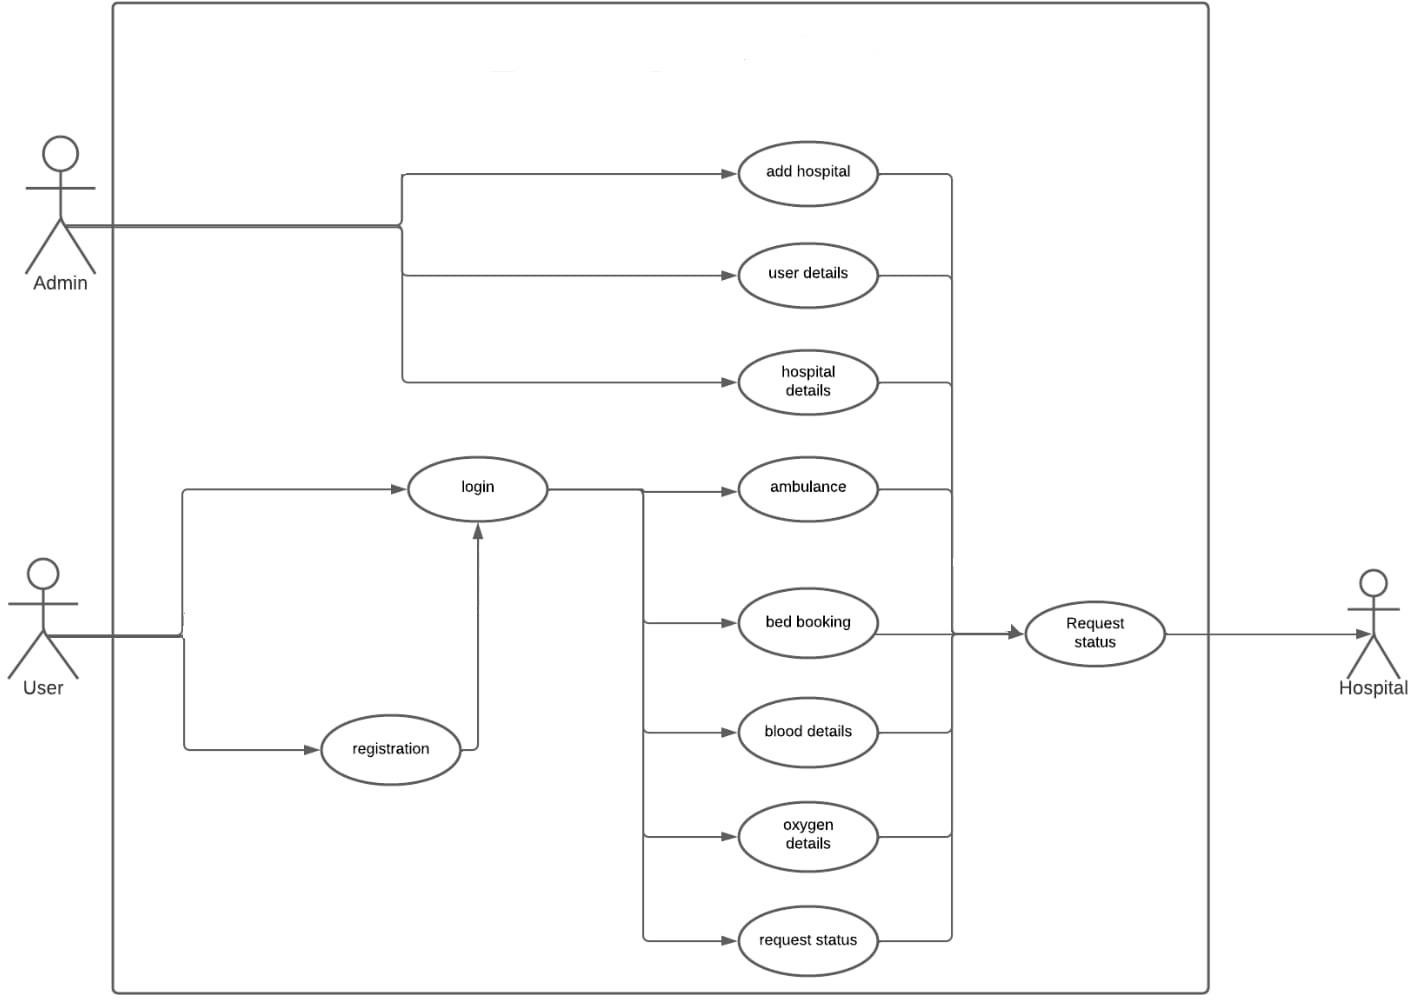 add hospital
Admin
user details
hospital
details
login
ambulance
User
bed booking
Request
status
Hospital
registration
blood details
oxygen
details
request status